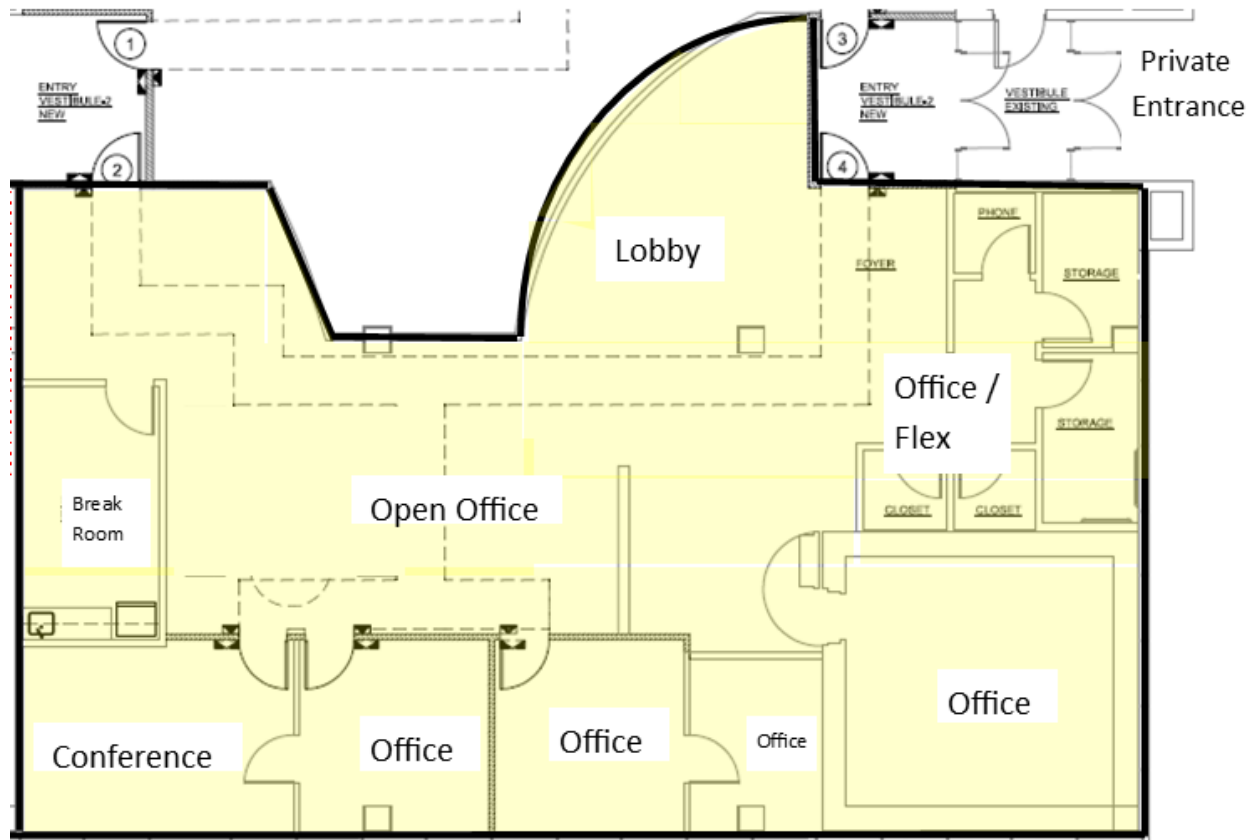 1
ENTRY
VESTIBULE-2
NEW
2
3
ENTRY
VESTIBULE-2
NEW
4
VESTIBULE
EXISTING
Private
Entrance
PHONE
Lobby
FOYER
STORAGE
Office /
Flex
STORAGE
Break
Room
Open Office
CLOSET
CLOSET
Conference
Office
Office
Office
Office